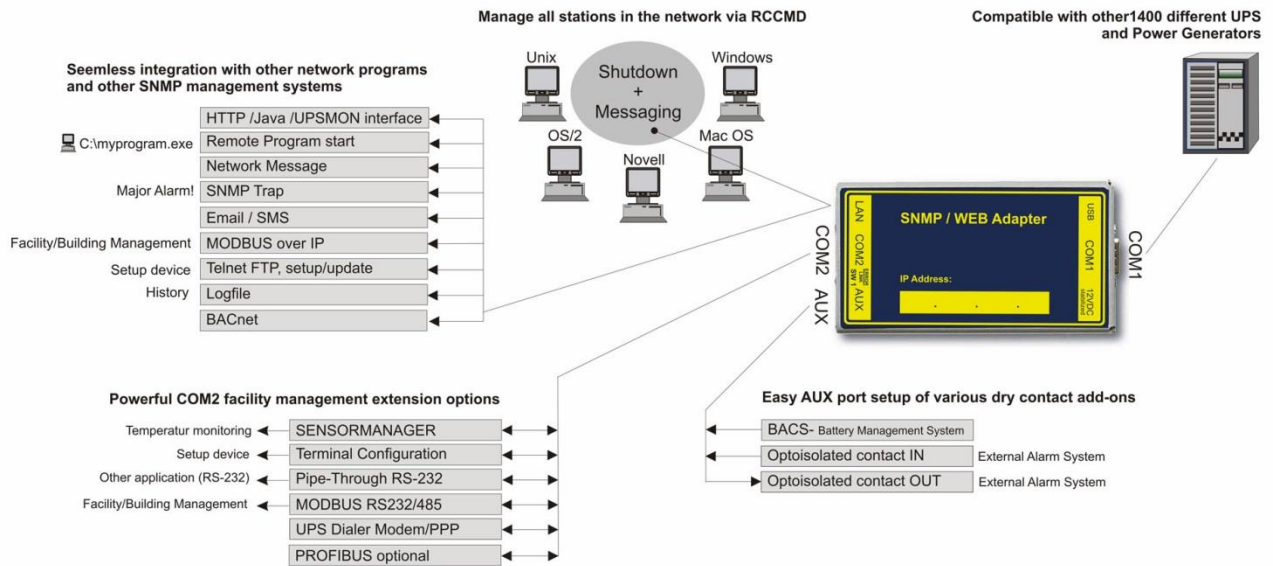 Manage all stations in the network via RCCMD
Compatible with other1400 different UPS
and Power Generators
Seemless integration with other network programs
and other SNMP management systems
Unix
Windows
Shutdown
+
Messaging
OS/2
Mac OS
Novell
HTTP /Java /UPSMON interface
C:\myprogram.exe Remote Program start
Network Message
Major Alarm! SNMP Trap
Email / SMS
Facility/Building Management MODBUS over IP
Setup device Telnet FTP, setup/update
History Logfile
BACnet
SNMP / WEB Adapter
IP Address:
. . .
LAN
COM2
SW1
AUX
USB
COM1
12VDC
COM2
AUX
COM1
Powerful COM2 facility management extension options
Temperatur monitoring SENSORMANAGER
Setup device Terminal Configuration
Other application (RS-232) Pipe-Through RS-232
Facility/Building Management MODBUS RS232/485
UPS Dialer Modem/PPP
PROFIBUS optional
Easy AUX port setup of various dry contact add-ons
BACS- Battery Management System
Optoisolated contact IN External Alarm System
Optoisolated contact OUT External Alarm System